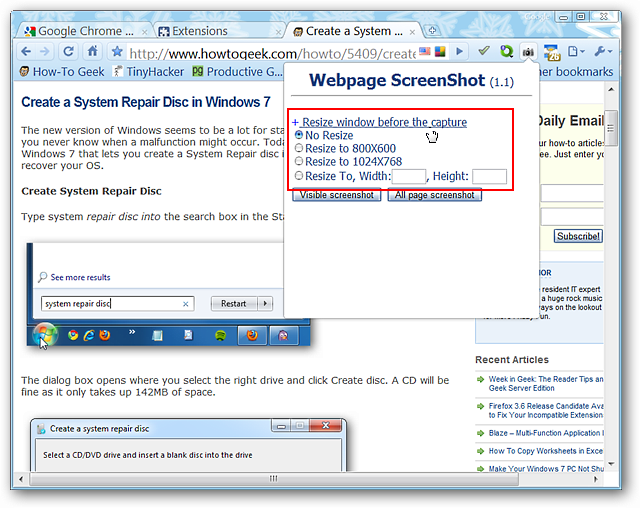 Google
Google Chrome
Extensions
Create a System
http://www.howtogeek.com/howto/5409/create
26
How-To Geek
TinyHacker
Productive G...
her bookmarks
Webpage ScreenShot (1.1)
+ Resize window before the capture
No Resize
Resize to 800X600
Resize to 1024X768
Resize To, Width: , Height:
Visible screenshot
All page screenshot
Create a System Repair Disc in Windows 7
The new version of Windows seems to be a lot for sta
you never know when a malfunction might occur. Toda
Windows 7 that lets you create a System Repair disc i
recover your OS.
Create System Repair Disc
Type system repair disc into the search box in the Sta
See more results
system repair disc
Restart
The dialog box opens where you select the right drive and click Create disc. A CD will be
fine as it only takes up 142MB of space.
Create a system repair disc
Select a CD/DVD drive and insert a blank disc into the drive
Daily Email
free. Just enter you
Subscribe!
HOR
resident IT expert
a huge rock music
ways on the lookout
Recent Articles
Week in Geek: The Reader Tips an
Geek Server Edition
Firefox 3.6 Release Candidate Ava
to Fix Your Incompatible Extension
Blaze – Multi-Function Application
How To Copy Worksheets in Excel
Make Your Windows 7 PC Not Shu